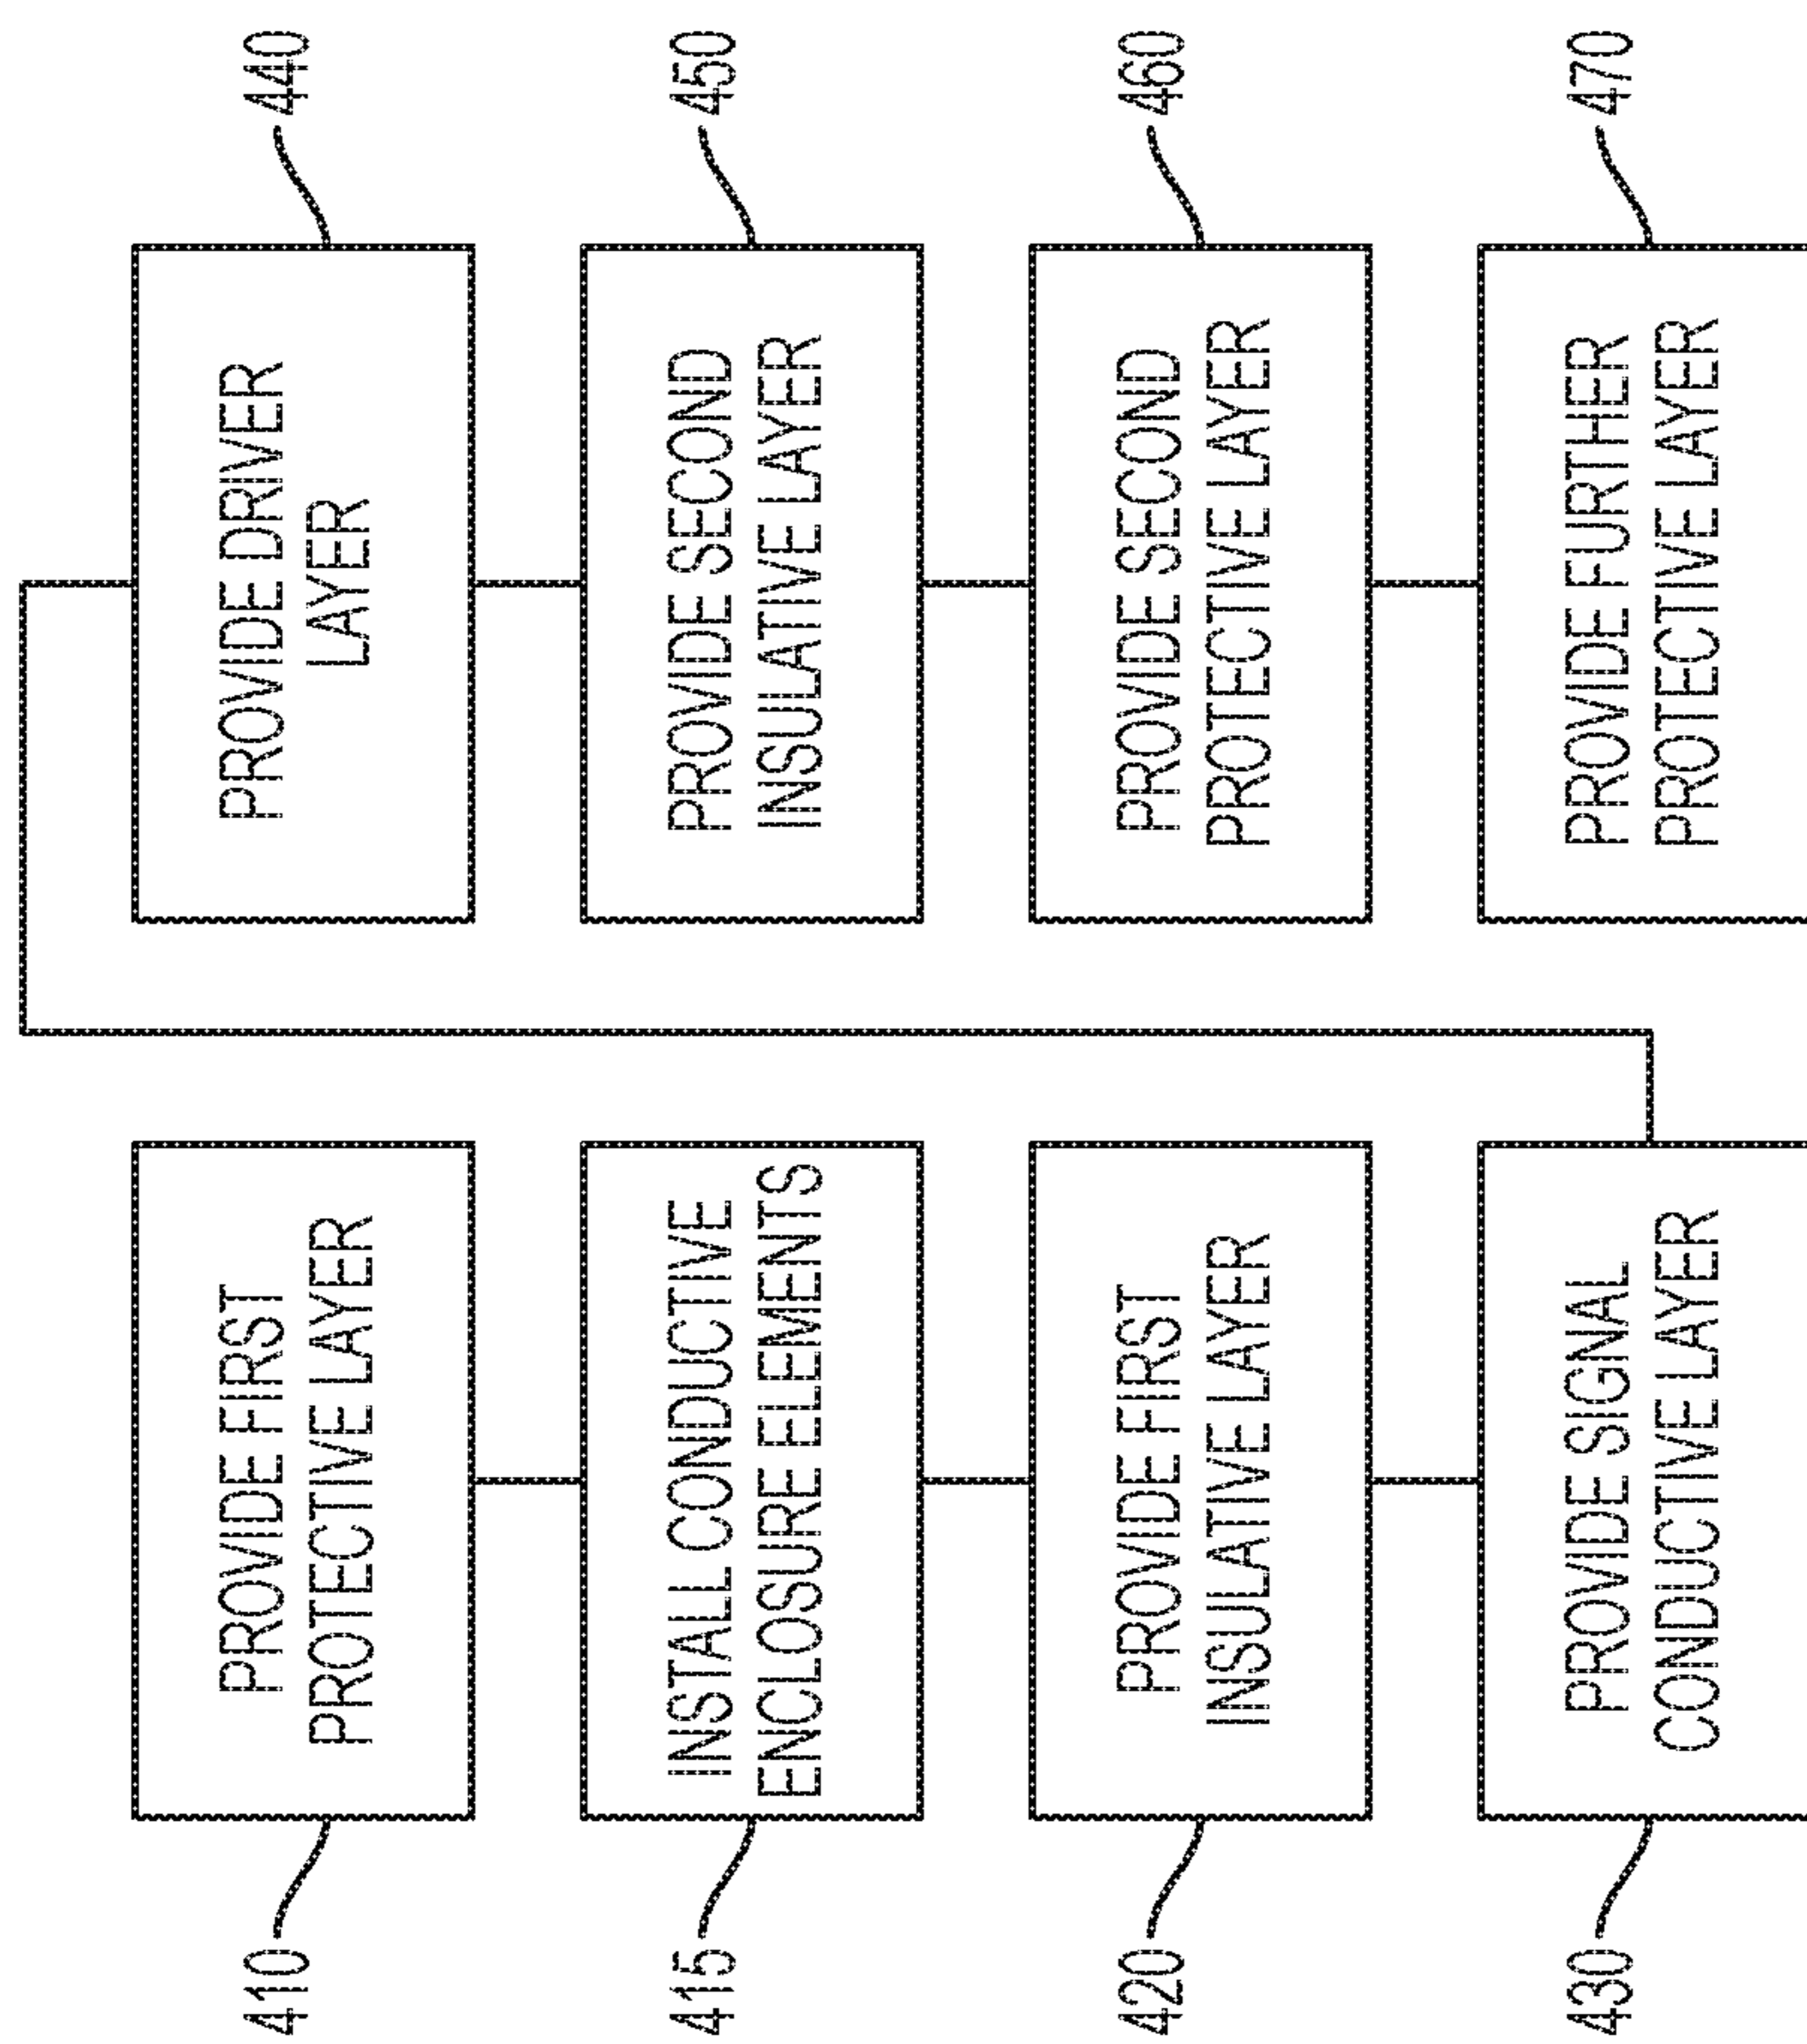 410
PROVIDE FIRST
PROTECTIVE LAYER
415
INSTALL CONDUCTIVE
ENCLOSURE ELEMENTS
420
PROVIDE FIRST
INSULATIVE LAYER
430
PROVIDE SIGNAL
CONDUCTIVE LAYER
PROVIDE DRIVER
LAYER
440
PROVIDE SECOND
INSULATIVE LAYER
450
PROVIDE SECOND
PROTECTIVE LAYER
460
PROVIDE FURTHER
PROTECTIVE LAYER
470